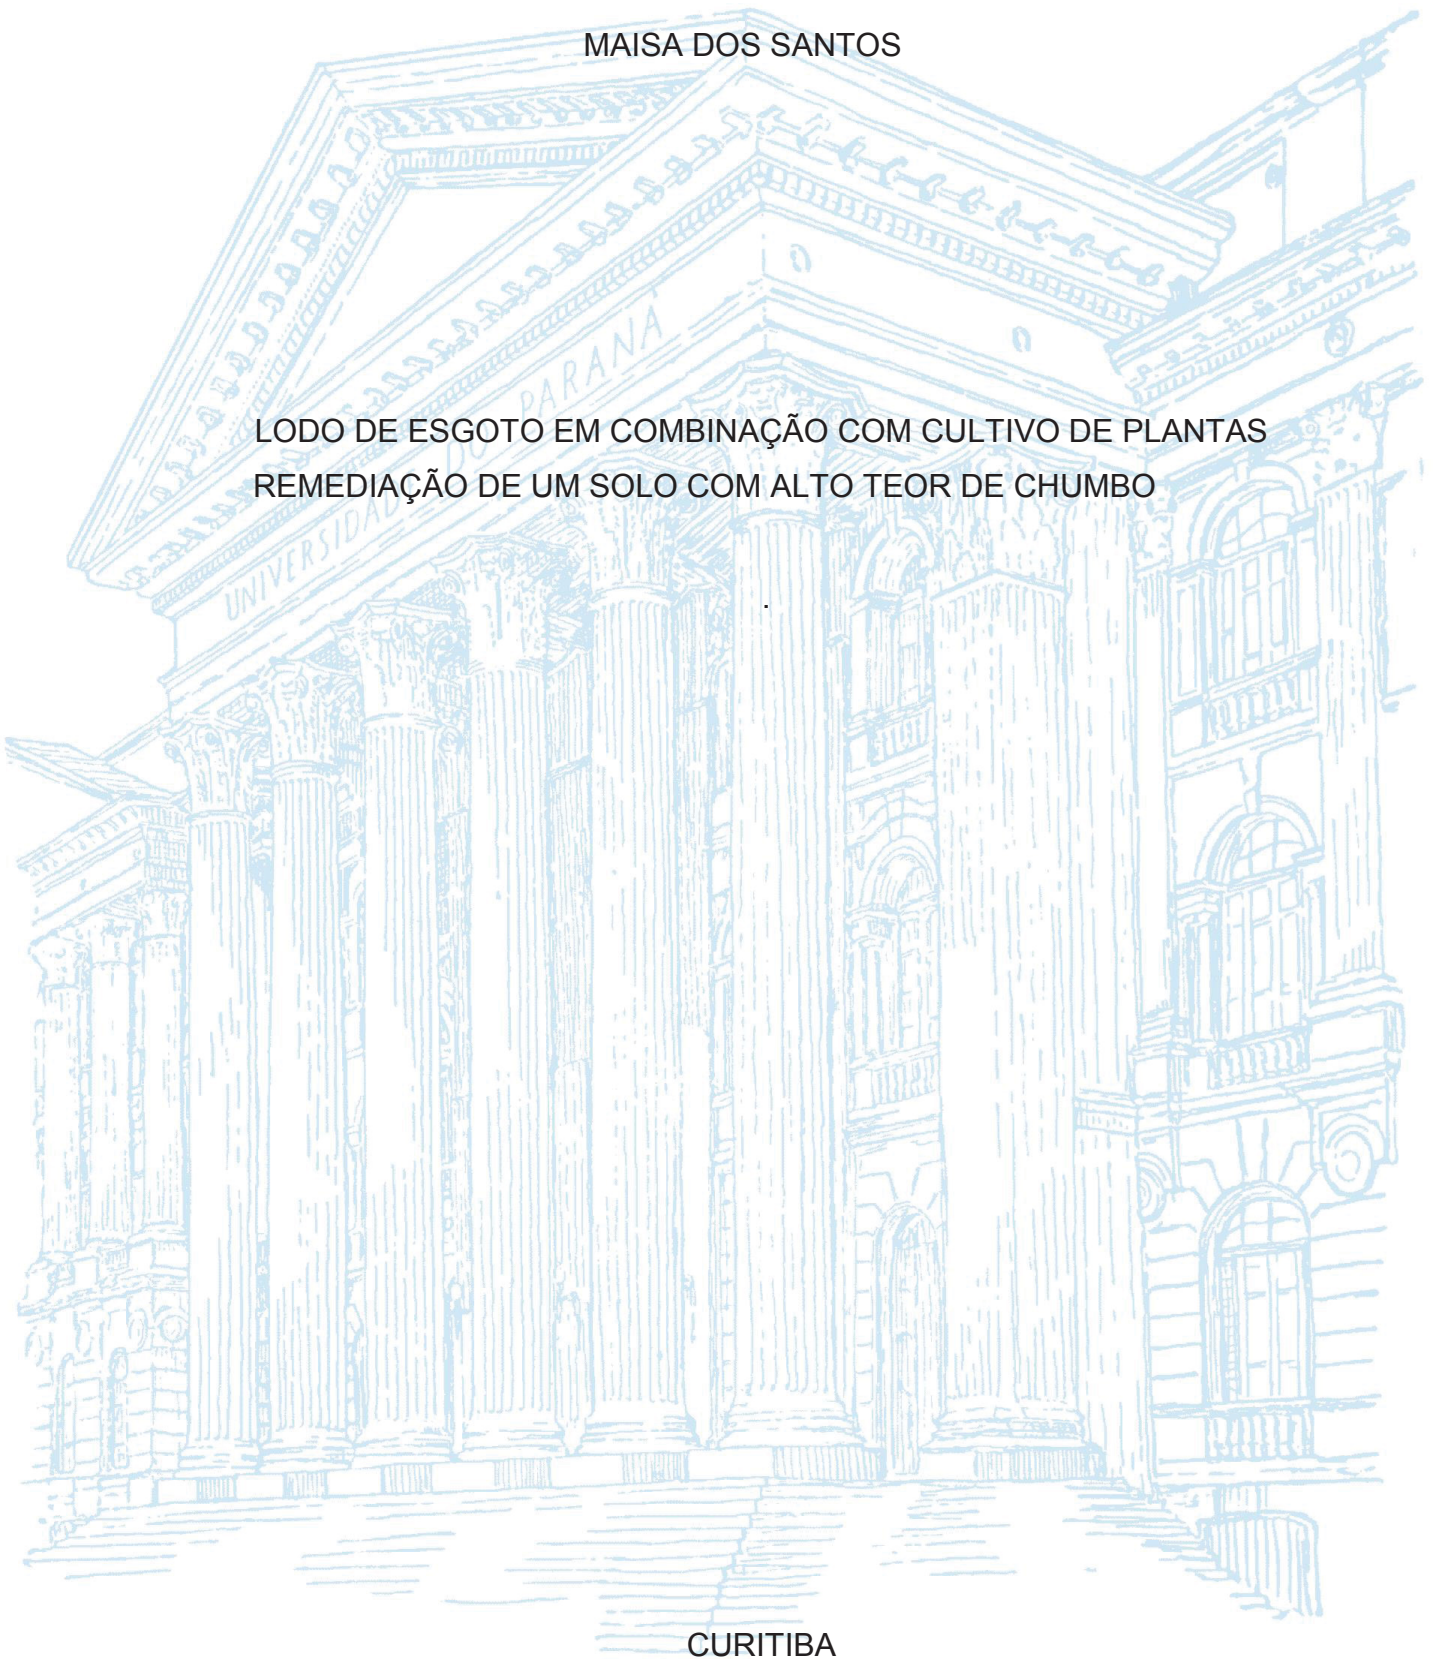 MAISA DOS SANTOS
UNIVERSIDADE DO PARANÁ
LODO DE ESGOTO EM COMBINAÇÃO COM CULTIVO DE PLANTAS
REMEDIAÇÃO DE UM SOLO COM ALTO TEOR DE CHUMBO
.
CURITIBA